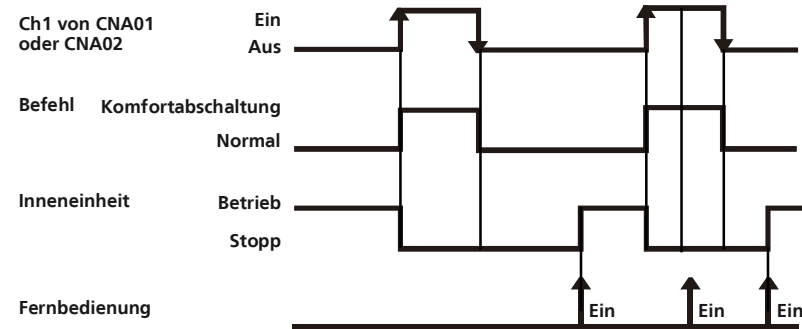 Ch1 von CNA01
oder CNA02
Ein
Aus
Befehl Komfortabschaltung
Normal
Inneneinheit Betrieb
Stopp
Fernbedienung Ein Ein Ein